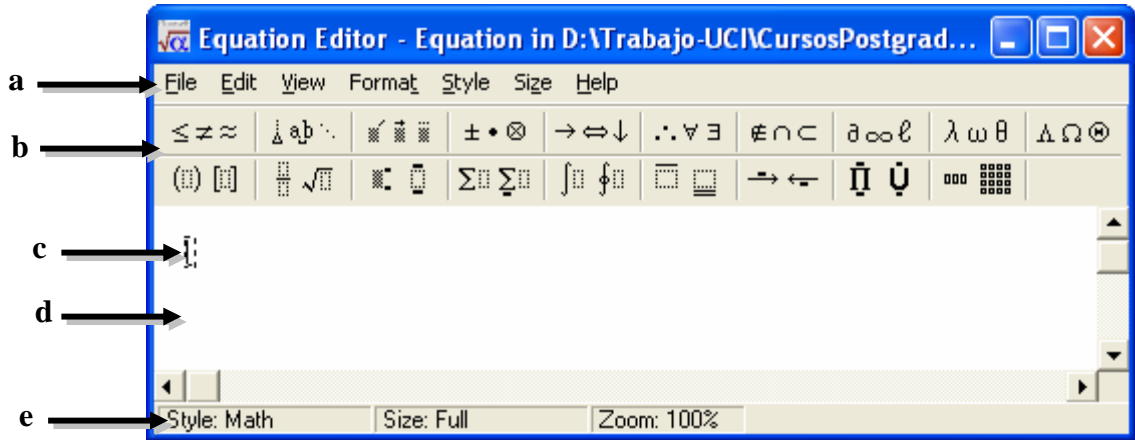 Equation Editor - Equation in D:\Trabajo-UCI\CursosPostgrad...
a
File Edit View Format Style Size Help
b
≤ ≠ ≈ ab ± • ⊗ → ⇔ ↓ ∴ ∀ ∃ ∉ ∩ ⊂ ∂ ∞ ℓ λ ω θ Λ Ω Θ
( ) [ ] √ Σ Σ ∫ ∮ → ← Π U
c
d
e
Style: Math Size: Full Zoom: 100%